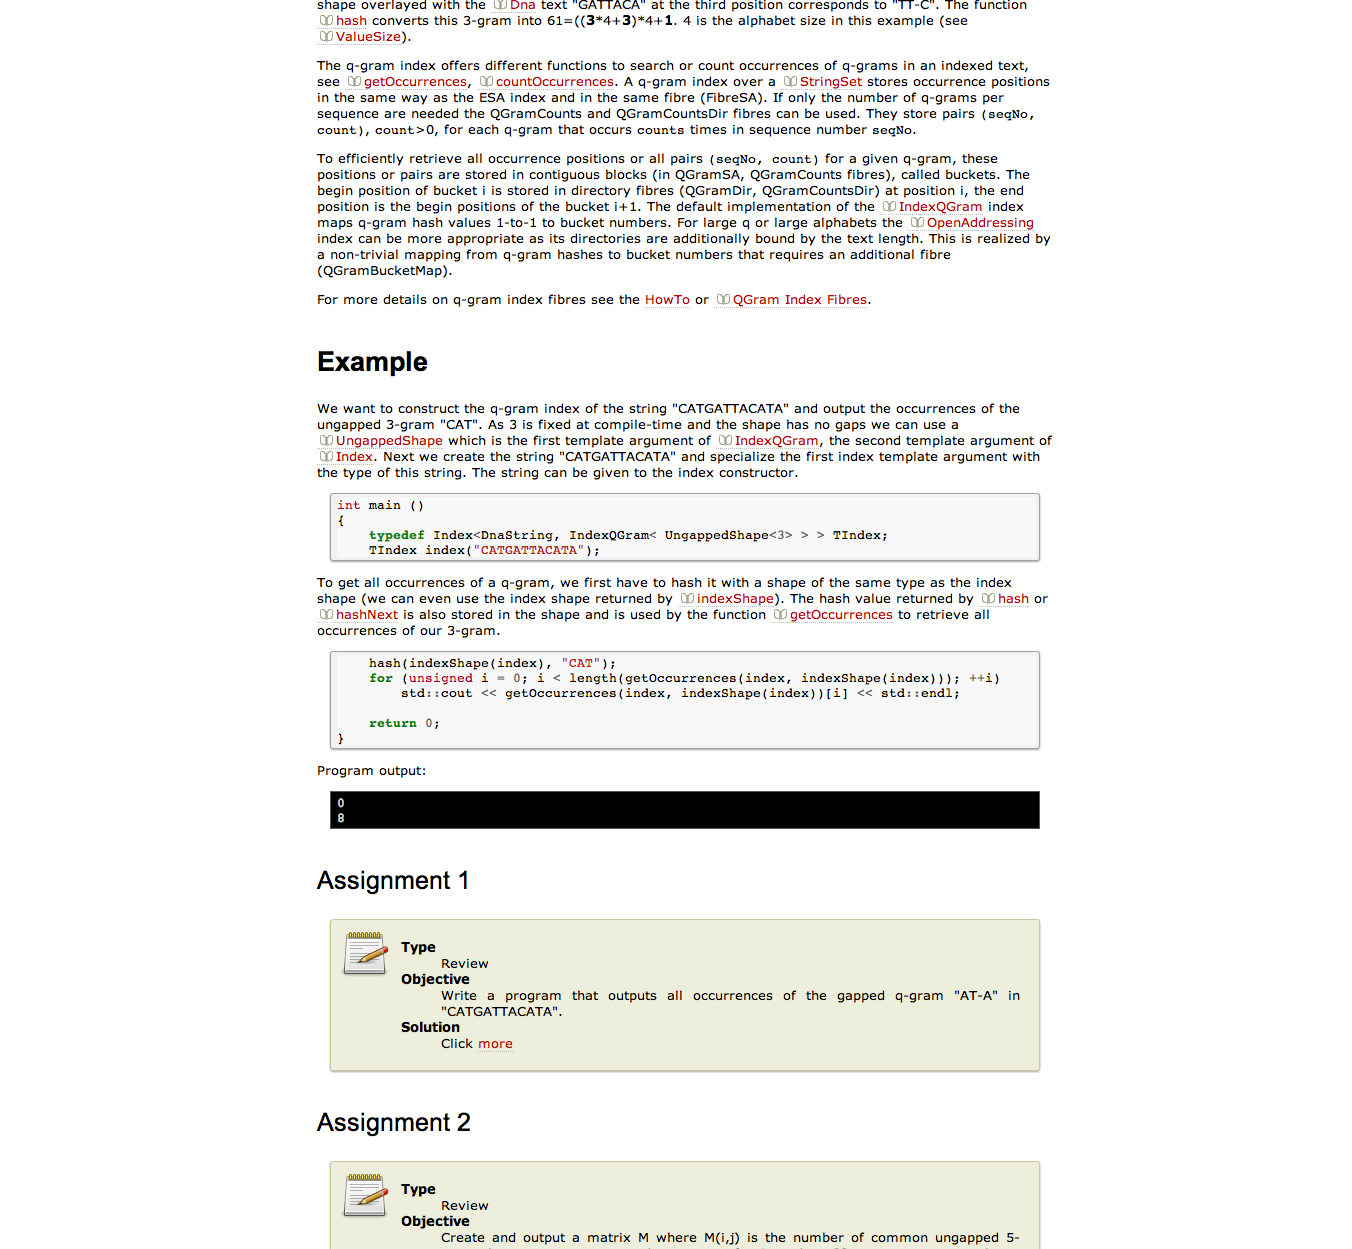 shape overlayed with the Dna text "GATTACA" at the third position corresponds to "TT-C". The function
hash converts this 3-gram into 61=((3*4+3)*4+1. 4 is the alphabet size in this example (see
ValueSize).
The q-gram index offers different functions to search or count occurrences of q-grams in an indexed text,
see getOccurrences, countOccurrences. A q-gram index over a StringSet stores occurrence positions
in the same way as the ESA index and in the same fibre (FibreSA). If only the number of q-grams per
sequence are needed the QGramCounts and QGramCountsDir fibres can be used. They store pairs (seqNo,
count), count>0, for each q-gram that occurs counts times in sequence number seqNo.
To efficiently retrieve all occurrence positions or all pairs (seqNo, count) for a given q-gram, these
positions or pairs are stored in contiguous blocks (in QGramSA, QGramCounts fibres), called buckets. The
begin position of bucket i is stored in directory fibres (QGramDir, QGramCountsDir) at position i, the end
position is the begin positions of the bucket i+1. The default implementation of the IndexQGram index
maps q-gram hash values 1-to-1 to bucket numbers. For large q or large alphabets the OpenAddressing
index can be more appropriate as its directories are additionally bound by the text length. This is realized by
a non-trivial mapping from q-gram hashes to bucket numbers that requires an additional fibre
(QGramBucketMap).
For more details on q-gram index fibres see the HowTo or QGram Index Fibres.
Example
We want to construct the q-gram index of the string "CATGATTACATA" and output the occurrences of the
ungapped 3-gram "CAT". As 3 is fixed at compile-time and the shape has no gaps we can use a
UngappedShape which is the first template argument of IndexQGram, the second template argument of
Index. Next we create the string "CATGATTACATA" and specialize the first index template argument with
the type of this string. The string can be given to the index constructor.
int main ()
{
    typedef Index<DnaString, IndexQGram< UngappedShape<3> > > TIndex;
    TIndex index("CATGATTACATA");
To get all occurrences of a q-gram, we first have to hash it with a shape of the same type as the index
shape (we can even use the index shape returned by indexShape). The hash value returned by hash or
hashNext is also stored in the shape and is used by the function getOccurrences to retrieve all
occurrences of our 3-gram.
    hash(indexShape(index), "CAT");
    for (unsigned i = 0; i < length(getOccurrences(index, indexShape(index))); ++i)
        std::cout << getOccurrences(index, indexShape(index))[i] << std::endl;
    return 0;
}
Program output:
0
8
Assignment 1
Type
Review
Objective
Write a program that outputs all occurrences of the gapped q-gram "AT-A" in
"CATGATTACATA".
Solution
Click more
Assignment 2
Type
Review
Objective
Create and output a matrix M where M(i,j) is the number of common ungapped 5-